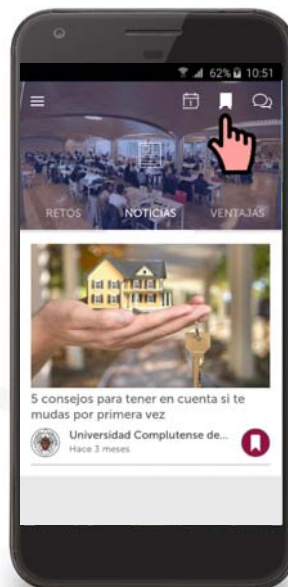 62% 10:51
1
RETOS NOTICIAS VENTAJAS
5 consejos para tener en cuenta si te
mudas por primera vez
Universidad Complutense de...
Hace 3 meses